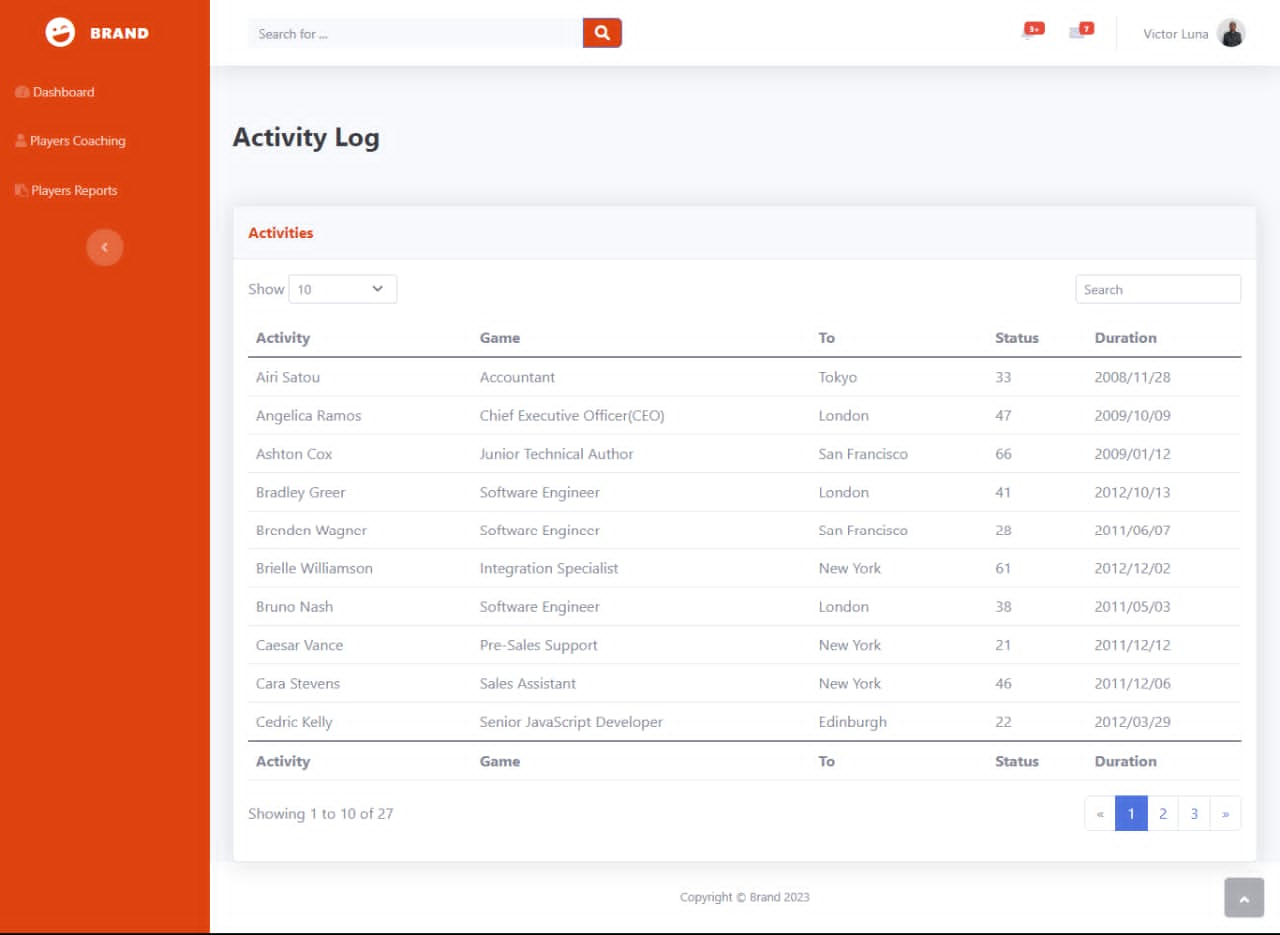 BRAND
Search for ...
3+
7
Victor Luna
Dashboard
Players Coaching
Players Reports
Activity Log
Activities
Show 10
Search
Activity Game To Status Duration
Airi Satou Accountant Tokyo 33 2008/11/28
Angelica Ramos Chief Executive Officer(CEO) London 47 2009/10/09
Ashton Cox Junior Technical Author San Francisco 66 2009/01/12
Bradley Greer Software Engineer London 41 2012/10/13
Brenden Wagner Software Engineer San Francisco 28 2011/06/07
Brielle Williamson Integration Specialist New York 61 2012/12/02
Bruno Nash Software Engineer London 38 2011/05/03
Caesar Vance Pre-Sales Support New York 21 2011/12/12
Cara Stevens Sales Assistant New York 46 2011/12/06
Cedric Kelly Senior JavaScript Developer Edinburgh 22 2012/03/29
Activity Game To Status Duration
Showing 1 to 10 of 27
« 1 2 3 »
Copyright © Brand 2023